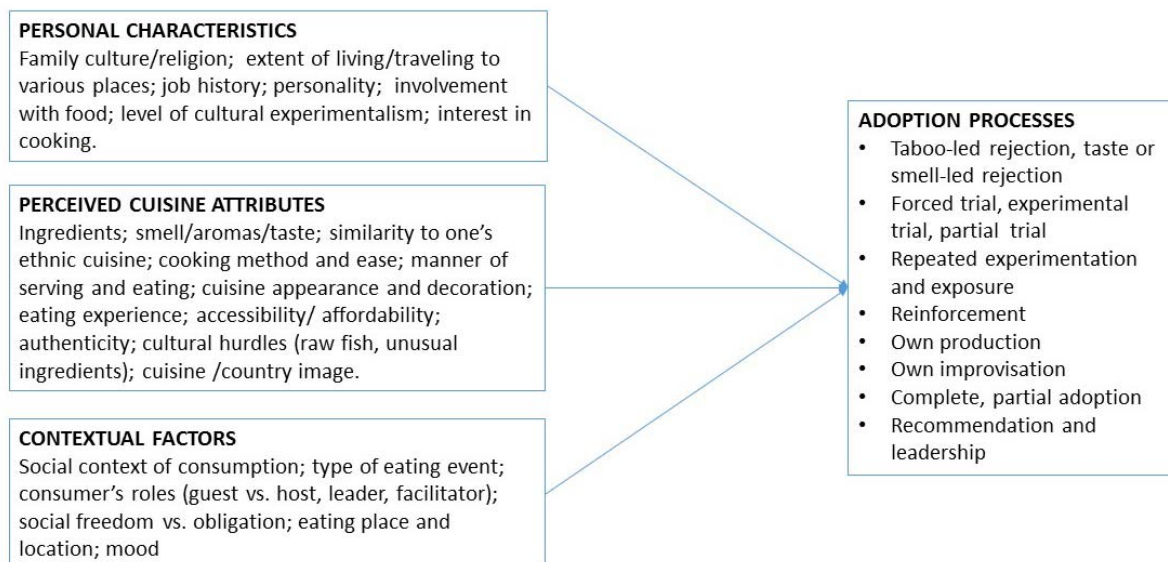 PERSONAL CHARACTERISTICS
Family culture/religion; extent of living/traveling to
various places; job history; personality; involvement
with food; level of cultural experimentalism; interest in
cooking.
PERCEIVED CUISINE ATTRIBUTES
Ingredients; smell/aromas/taste; similarity to one's
ethnic cuisine; cooking method and ease; manner of
serving and eating; cuisine appearance and decoration;
eating experience; accessibility/ affordability;
authenticity; cultural hurdles (raw fish, unusual
ingredients); cuisine /country image.
CONTEXTUAL FACTORS
Social context of consumption; type of eating event;
consumer's roles (guest vs. host, leader, facilitator);
social freedom vs. obligation; eating place and
location; mood
ADOPTION PROCESSES
• Taboo-led rejection, taste or
smell-led rejection
• Forced trial, experimental
trial, partial trial
• Repeated experimentation
and exposure
• Reinforcement
• Own production
• Own improvisation
• Complete, partial adoption
• Recommendation and
leadership